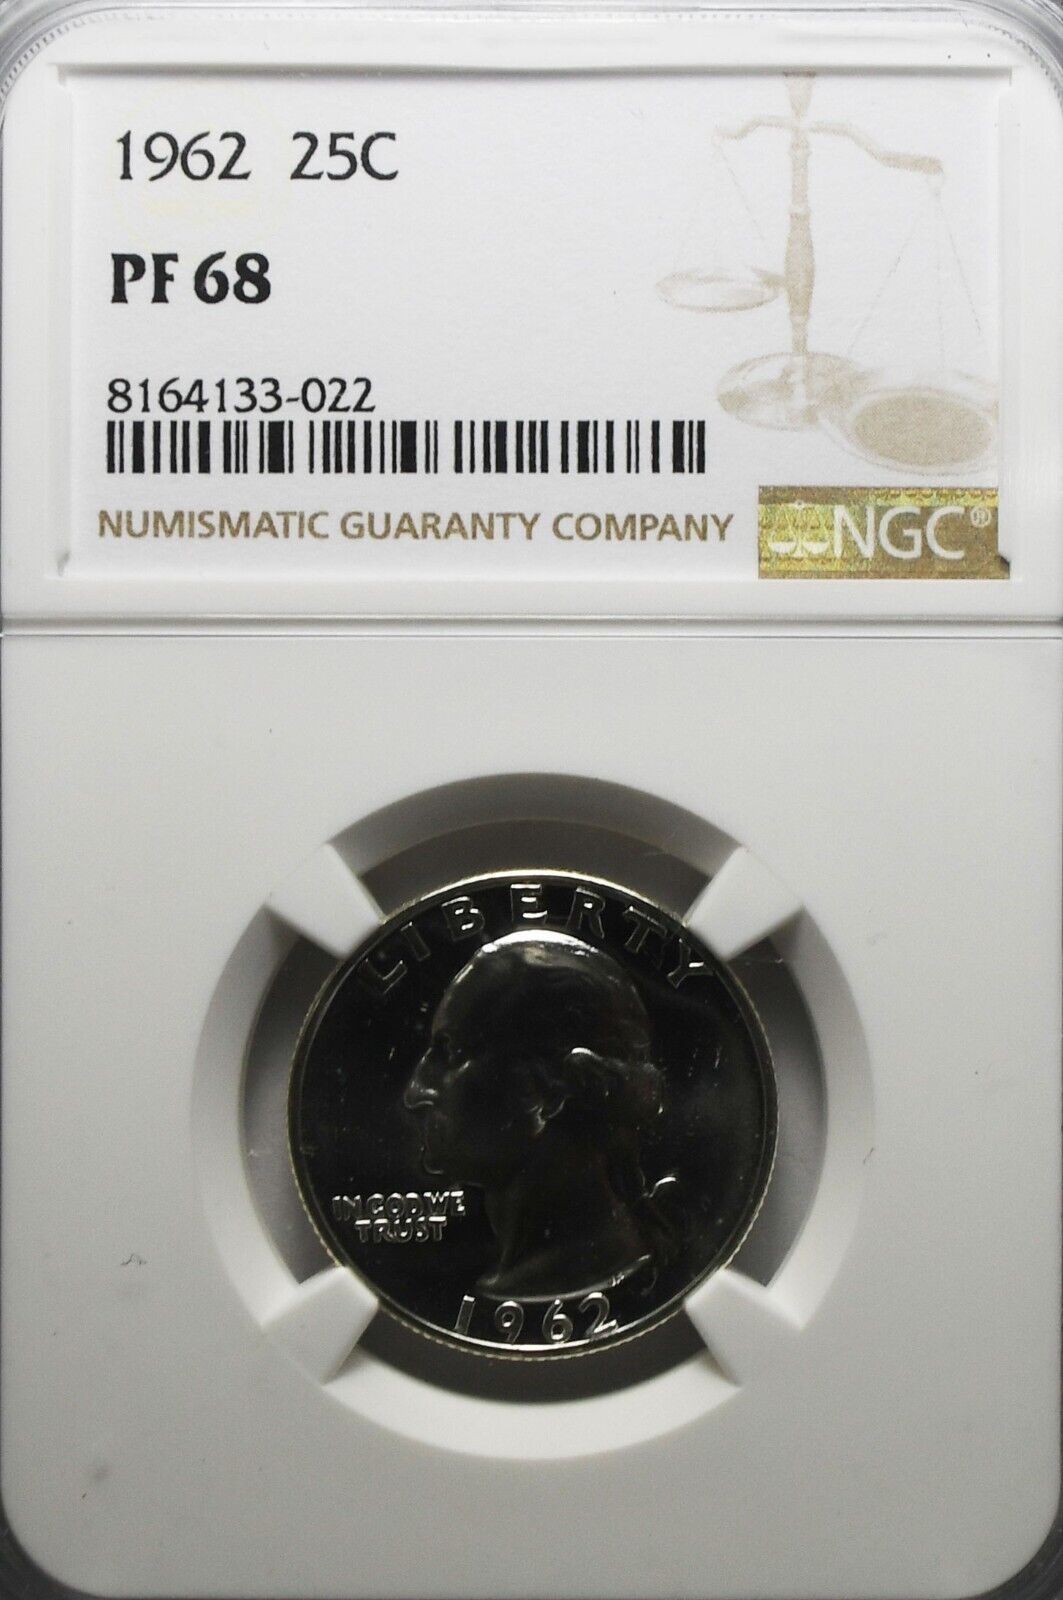 1962 25C
PF 68
8164133-022
NUMISMATIC GUARANTY COMPANY
NGC®
LIBERTY
IN GOD WE
TRUST
1962